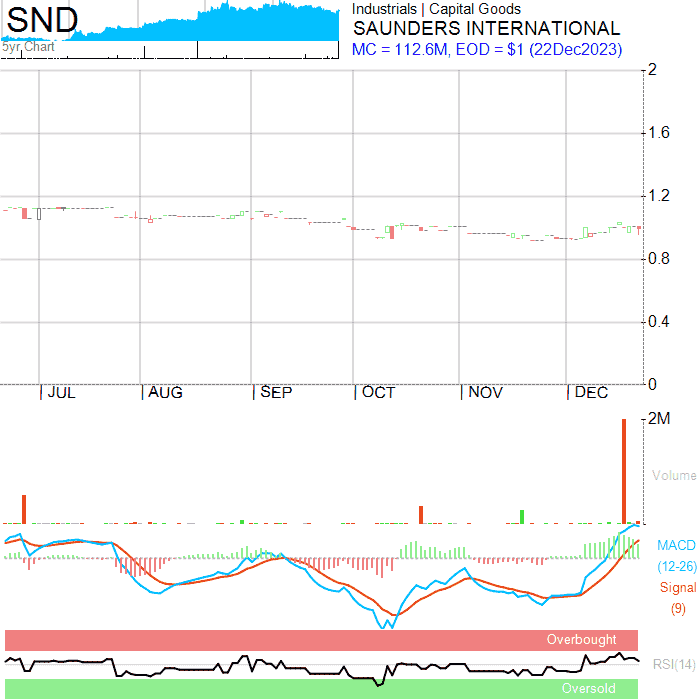 SND
5yr. Chart
Industrials | Capital Goods
SAUNDERS INTERNATIONAL
MC = 112.6M, EOD = $1 (22Dec2023)
2
1.6
1.2
0.8
0.4
0
JUL AUG SEP OCT NOV DEC
2M
Volume
MACD
(12-26)
Signal
(9)
Overbought
RSI(14)
Oversold